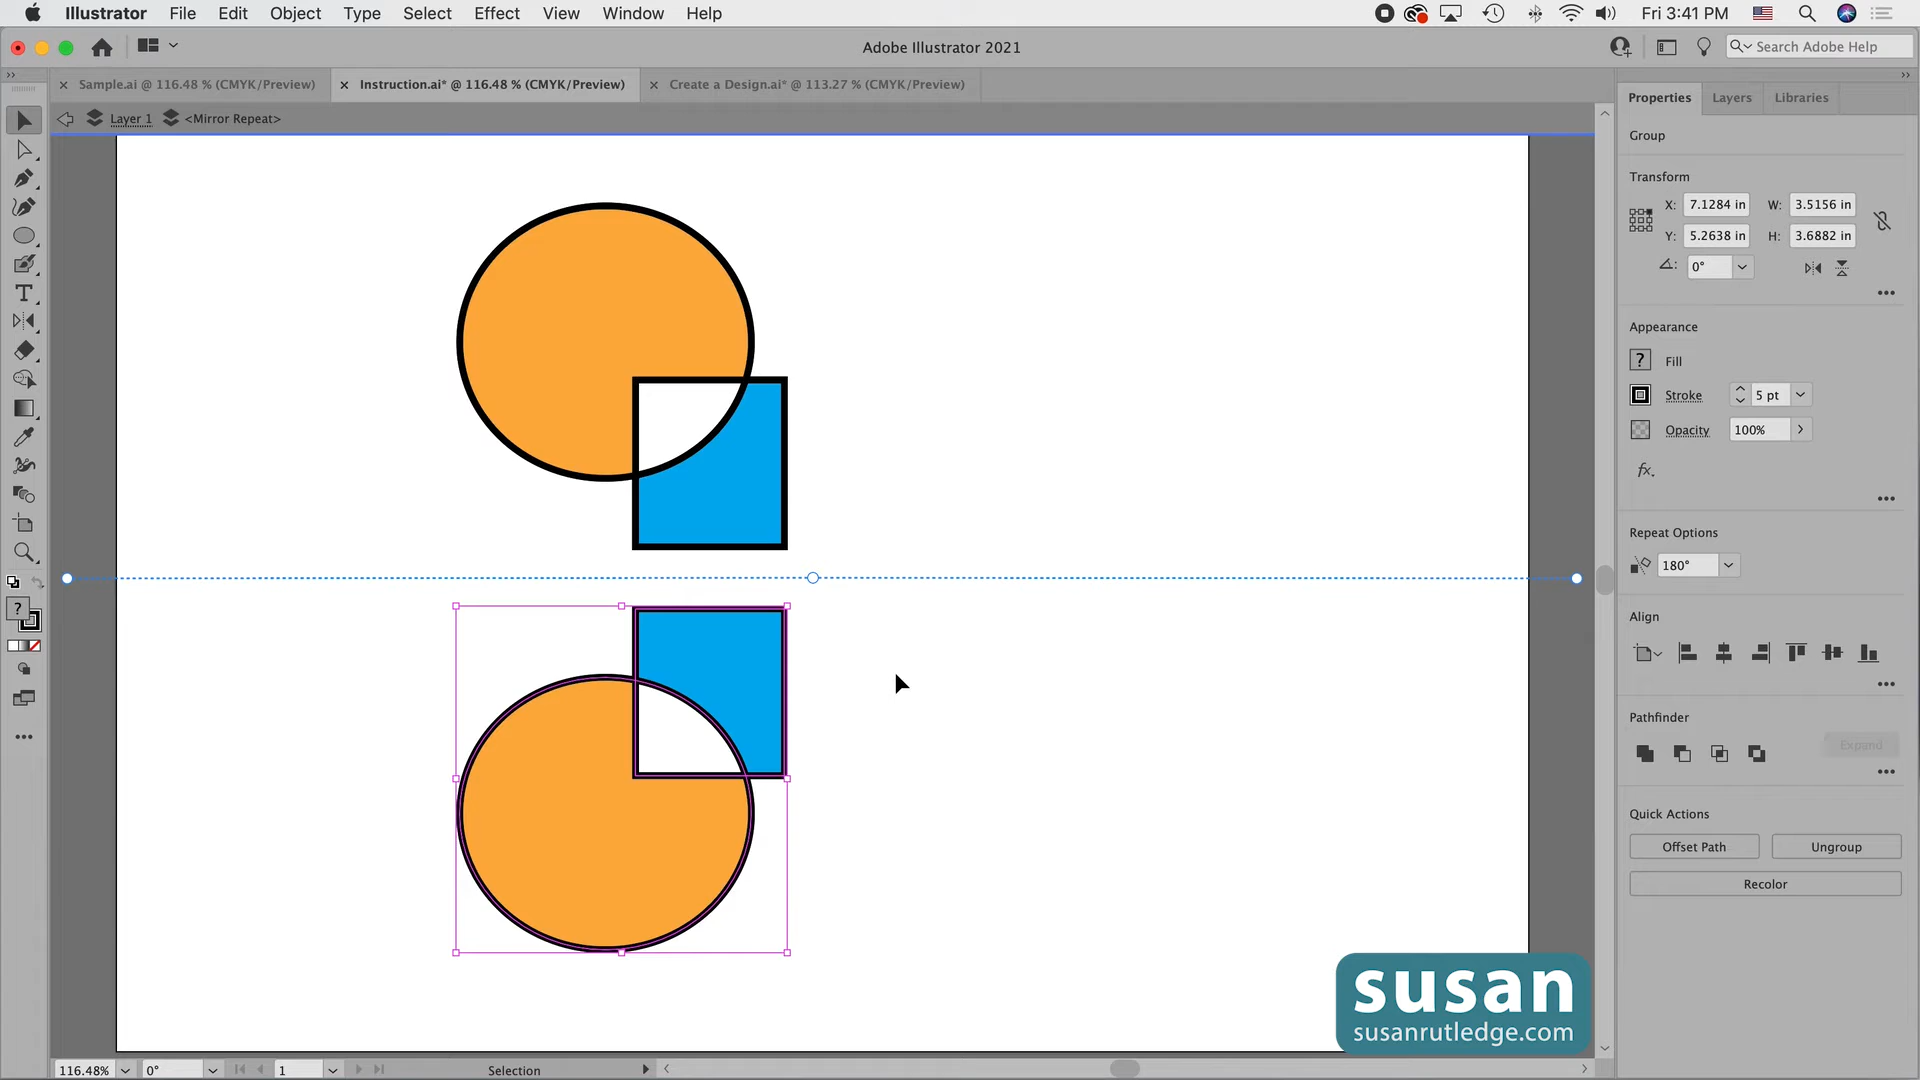 Illustrator File Edit Object Type Select Effect View Window Help Fri 3:41 PM
Adobe Illustrator 2021
Search Adobe Help
Sample.ai @ 116.48 % (CMYK/Preview)
Instruction.ai* @ 116.48 % (CMYK/Preview)
Create a Design.ai* @ 113.27 % (CMYK/Preview)
Layer 1 <Mirror Repeat>
Properties Layers Libraries
Group
Transform
X: 7.1284 in W: 3.5156 in
Y: 5.2638 in H: 3.6882 in
0°
Appearance
? Fill
Stroke 5 pt
Opacity 100%
fx.
Repeat Options
180°
Align
Pathfinder
Expand
Quick Actions
Offset Path Ungroup
Recolor
?
susan
susanrutledge.com
116.48% 0° 1 Selection